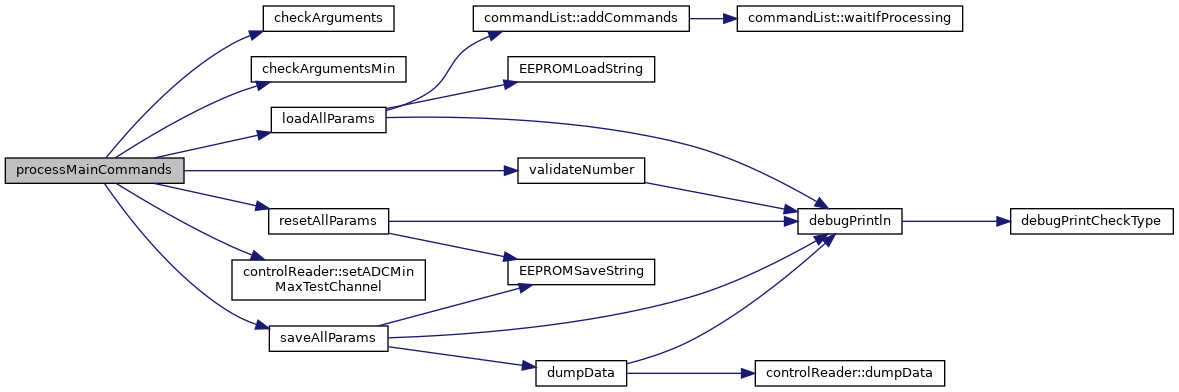 checkArguments
commandList::addCommands
commandList::waitIfProcessing
checkArgumentsMin
EEPROMLoadString
loadAllParams
processMainCommands
validateNumber
resetAllParams
debugPrintln
debugPrintCheckType
controlReader::setADCMin
MaxTestChannel
EEPROMSaveString
saveAllParams
dumpData
controlReader::dumpData